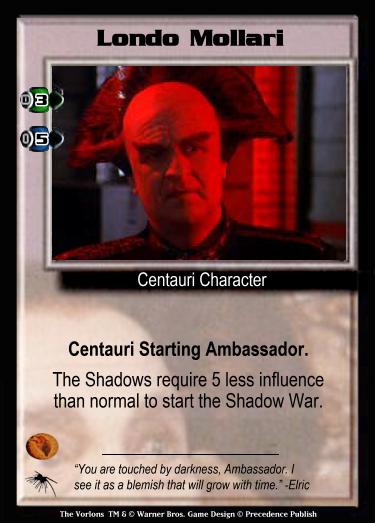 Londo Mollari
3
5
Centauri Character
Centauri Starting Ambassador.
The Shadows require 5 less influence
than normal to start the Shadow War.
“You are touched by darkness, Ambassador. I
see it as a blemish that will grow with time.” -Elric
The Vorlons TM & © Warner Bros. Game Design © Precedence Publish